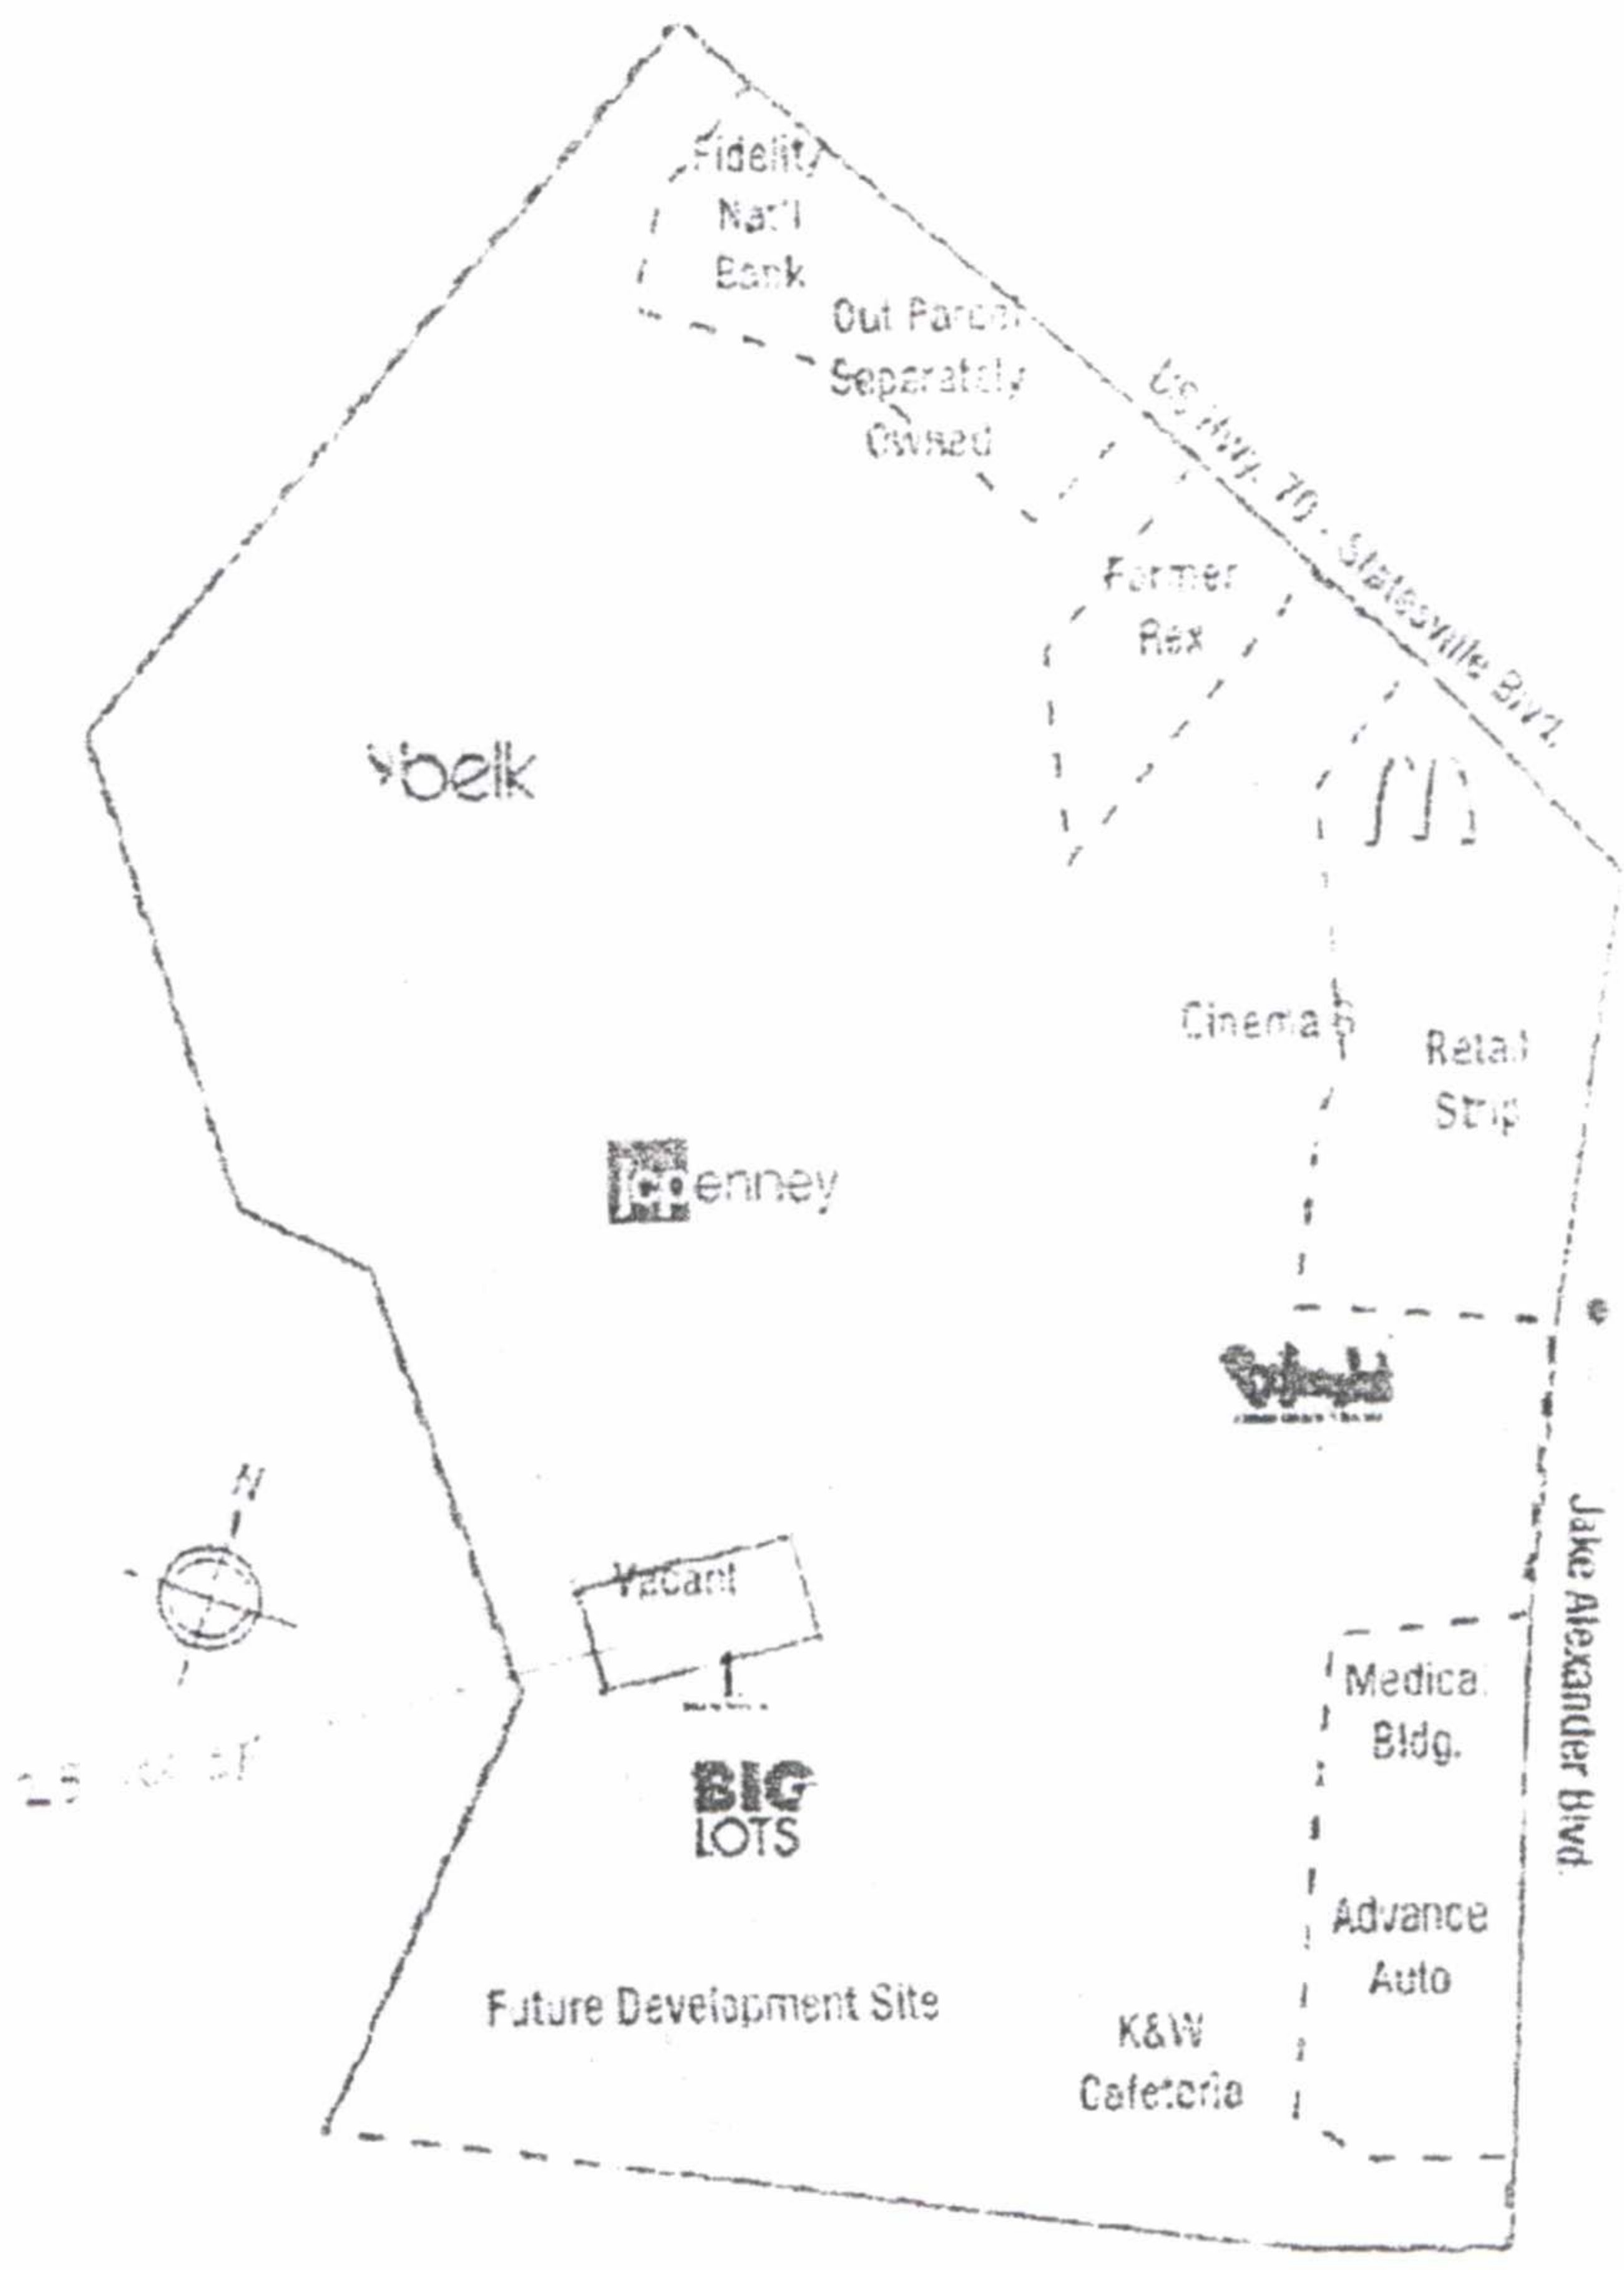 Fidelity
Nat'l
Bank
Out Parcel
Separately
Owned
US Hwy. 70 - Statesville Blvd.
Former
Rex
belk
Cinema 6
Retail
Strip
jcpenney
N
Vacant
BIG
LOTS
Jake Alexander Blvd.
Medical
Bldg.
Advance
Auto
Future Development Site
K&W
Cafeteria